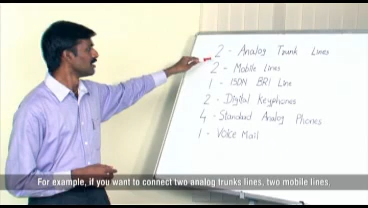 2 - Analog Trunk Lines
2 - Mobile Lines
1 - ISDN BRI Line
2 - Digital Keyphones
4 - Standard Analog Phones
1 - Voice Mail
For example, if you want to connect two analog trunks lines, two mobile lines,